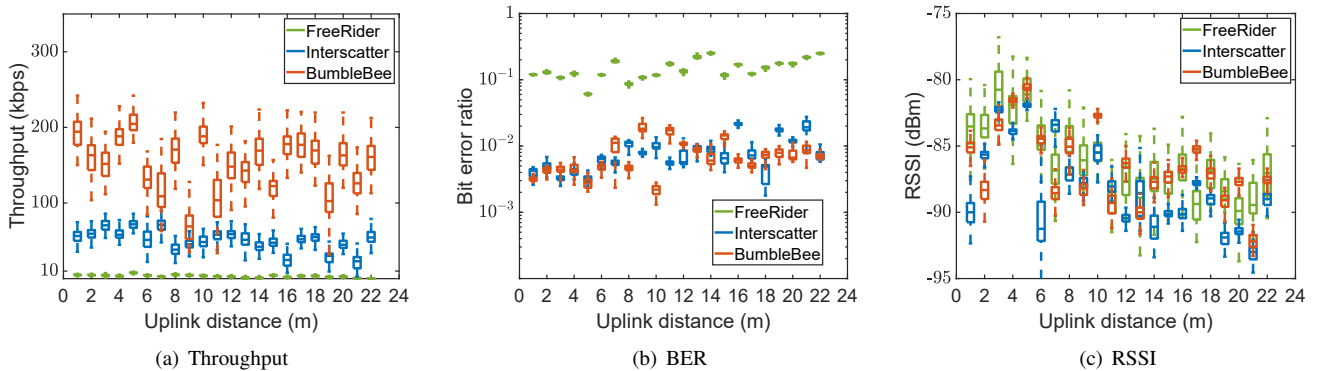 Throughput (kbps)
300
200
100
10
FreeRider
Interscatter
BumbleBee
0 2 4 6 8 10 12 14 16 18 20 22 24
Uplink distance (m)
(a) Throughput
Bit error ratio
1
10⁻¹
10⁻²
10⁻³
FreeRider
Interscatter
BumbleBee
0 2 4 6 8 10 12 14 16 18 20 22 24
Uplink distance (m)
(b) BER
RSSI (dBm)
-75
-80
-85
-90
-95
FreeRider
Interscatter
BumbleBee
0 2 4 6 8 10 12 14 16 18 20 22 24
Uplink distance (m)
(c) RSSI